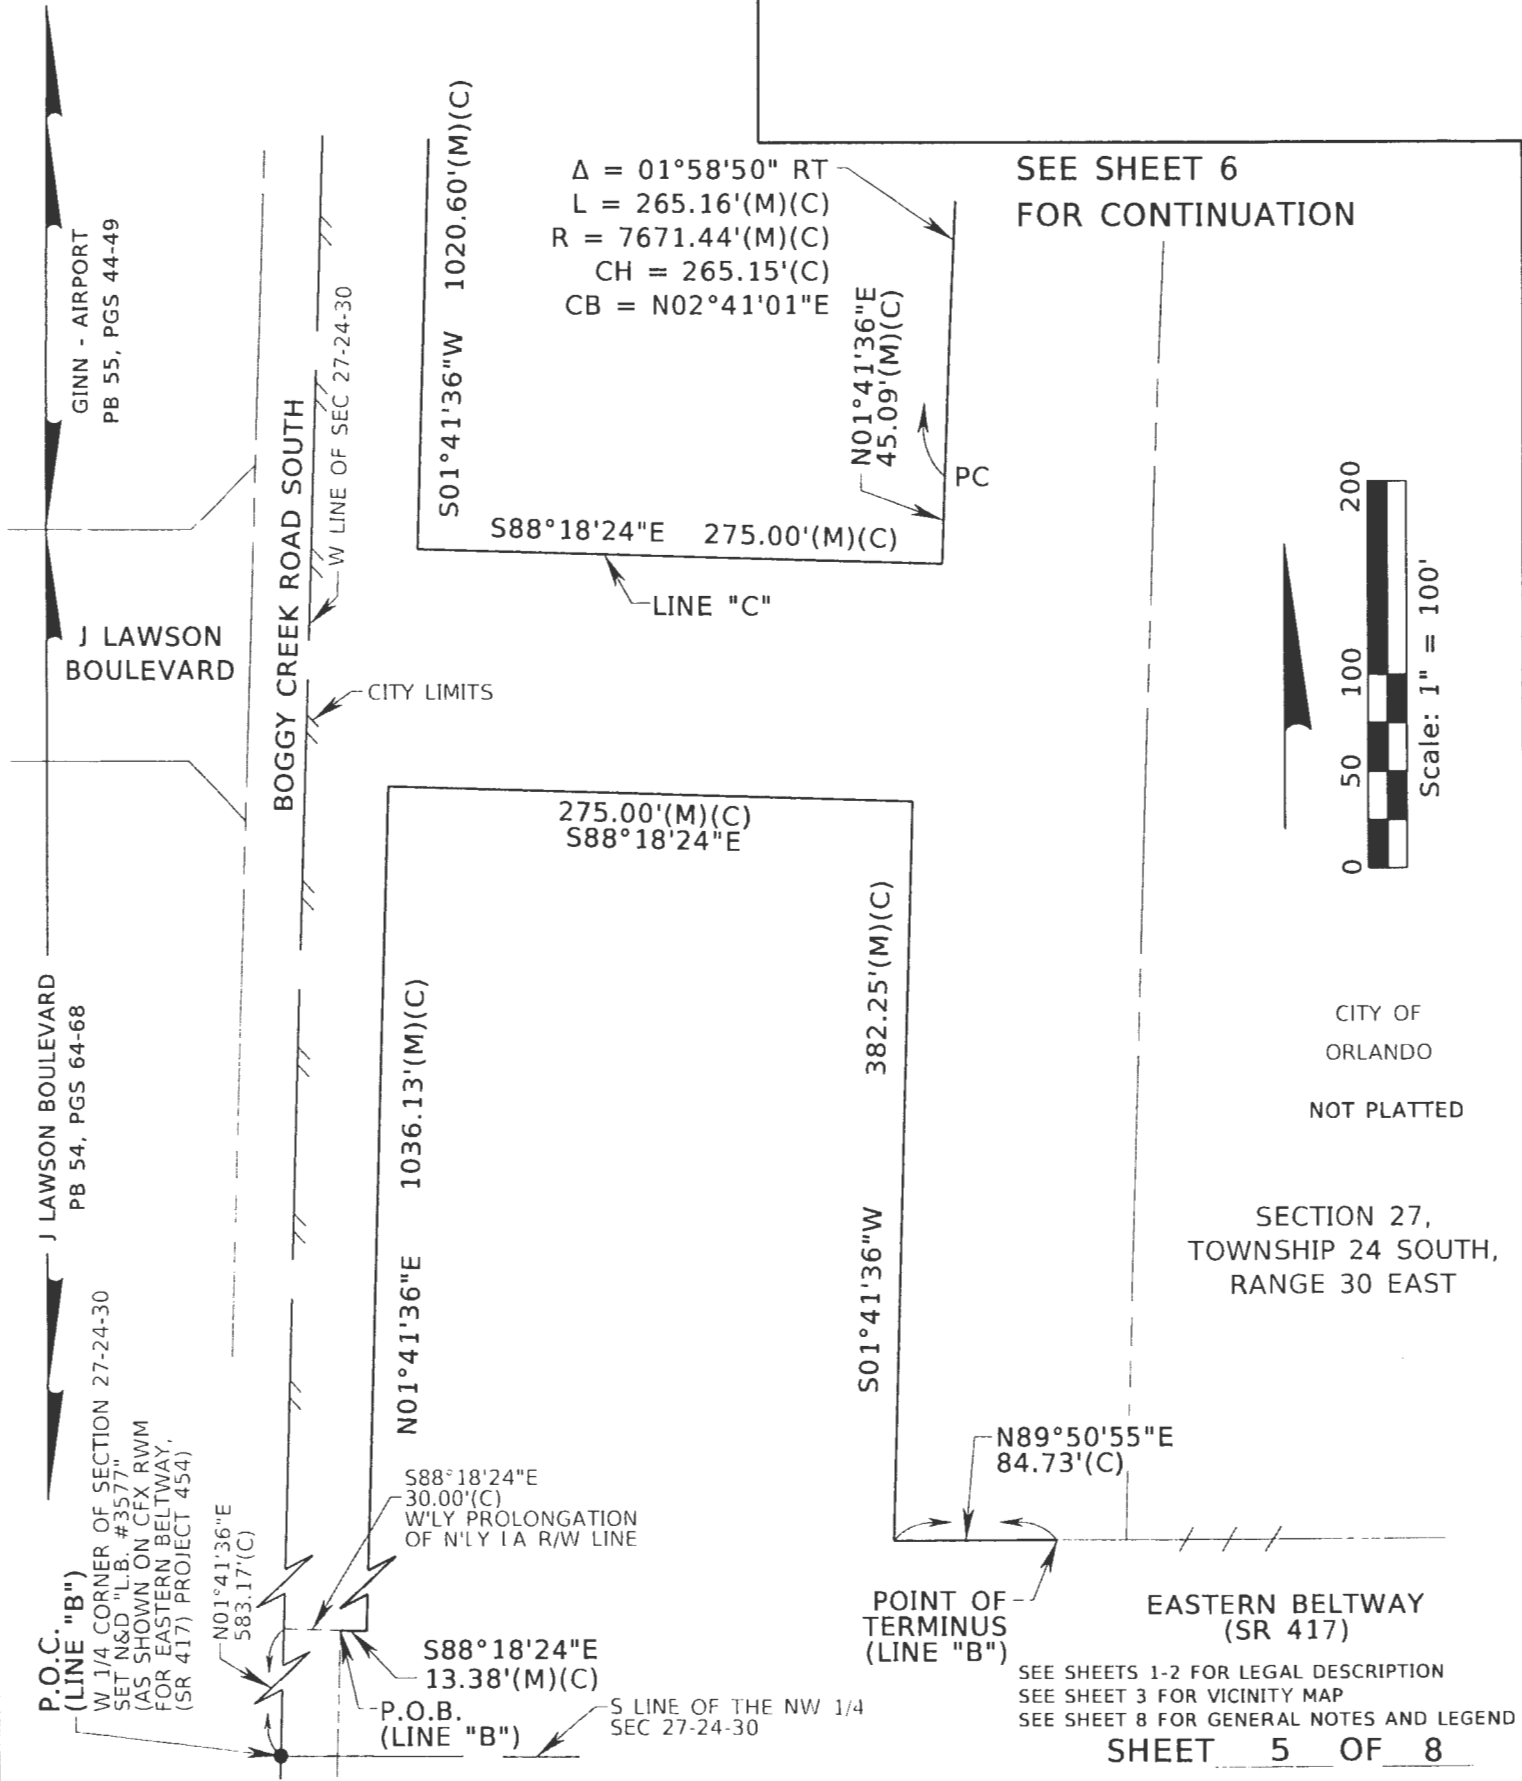 SEE SHEET 6
FOR CONTINUATION
Δ = 01°58'50" RT
L = 265.16'(M)(C)
R = 7671.44'(M)(C)
CH = 265.15'(C)
CB = N02°41'01"E
S01°41'36"W 1020.60'(M)(C)
N01°41'36"E
45.09'(M)(C)
PC
S88°18'24"E 275.00'(M)(C)
LINE "C"
GINN - AIRPORT
PB 55, PGS 44-49
W LINE OF SEC 27-24-30
BOGGY CREEK ROAD SOUTH
J LAWSON
BOULEVARD
CITY LIMITS
0 50 100 200
Scale: 1" = 100'
275.00'(M)(C)
S88°18'24"E
N01°41'36"E 1036.13'(M)(C)
S01°41'36"W 382.25'(M)(C)
J LAWSON BOULEVARD
PB 54, PGS 64-68
CITY OF
ORLANDO
NOT PLATTED
SECTION 27,
TOWNSHIP 24 SOUTH,
RANGE 30 EAST
P.O.C.
(LINE "B")
W 1/4 CORNER OF SECTION 27-24-30
SET N&D "L.B. #3577"
(AS SHOWN ON CFX RWM
FOR EASTERN BELTWAY,
(SR 417) PROJECT 454)
N01°41'36"E
583.17'(C)
S88°18'24"E
30.00'(C)
W'LY PROLONGATION
OF N'LY LA R/W LINE
N89°50'55"E
84.73'(C)
S88°18'24"E
13.38'(M)(C)
P.O.B.
(LINE "B")
S LINE OF THE NW 1/4
SEC 27-24-30
POINT OF
TERMINUS
(LINE "B")
EASTERN BELTWAY
(SR 417)
SEE SHEETS 1-2 FOR LEGAL DESCRIPTION
SEE SHEET 3 FOR VICINITY MAP
SEE SHEET 8 FOR GENERAL NOTES AND LEGEND
SHEET 5 OF 8